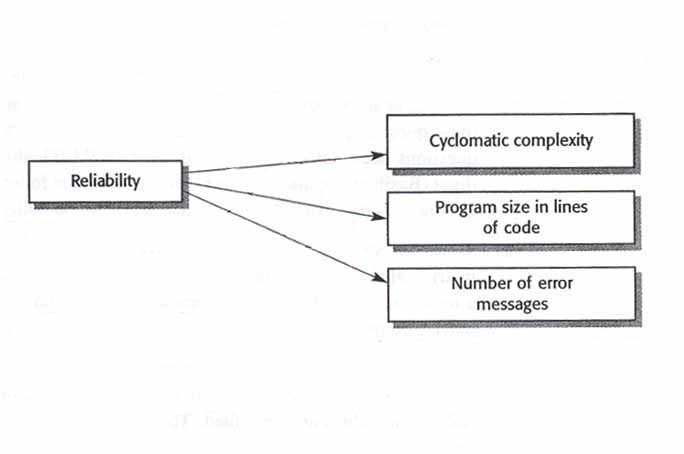 Reliability
Cyclomatic complexity
Program size in lines
of code
Number of error
messages